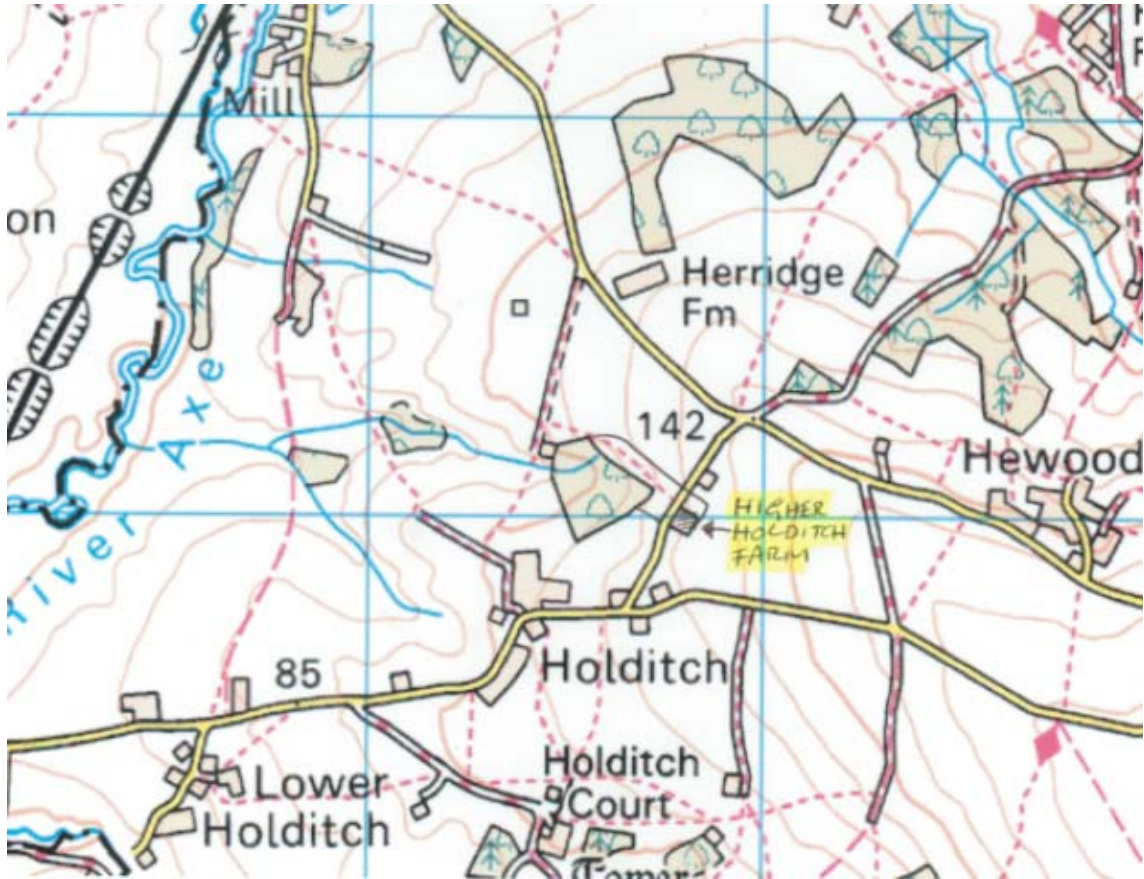 Mill
on
Herridge
Fm
River Axe
142
Hewood
HIGHER
HOLDITCH
FARM
Holditch
85
Holditch
Court
Lower
Holditch